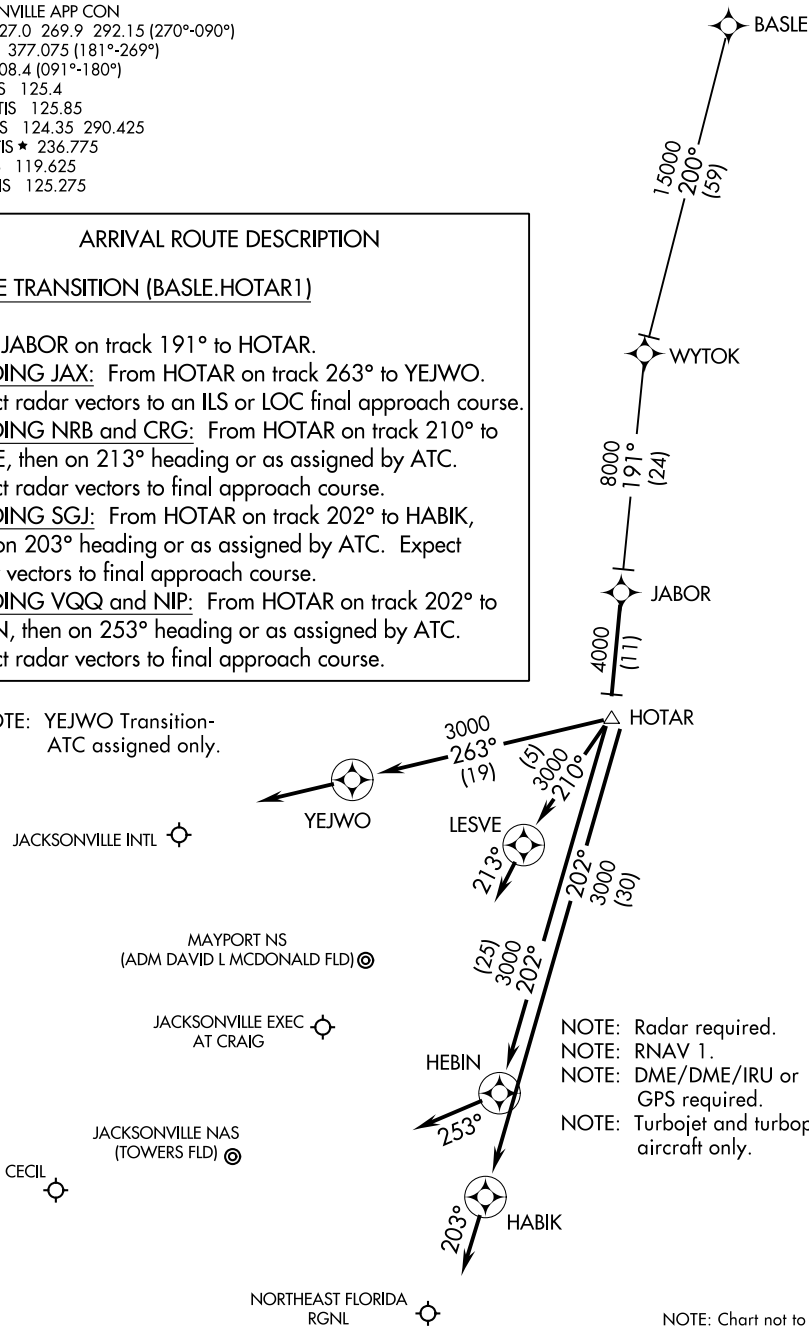 NVILLE APP CON
27.0 269.9 292.15 (270°-090°)
377.075 (181°-269°)
08.4 (091°-180°)
S 125.4
TIS 125.85
S 124.35 290.425
TIS ★ 236.775
119.625
IS 125.275
ARRIVAL ROUTE DESCRIPTION
E TRANSITION (BASLE.HOTAR1)
JABOR on track 191° to HOTAR.
DING JAX: From HOTAR on track 263° to YEJWO.
ct radar vectors to an ILS or LOC final approach course.
DING NRB and CRG: From HOTAR on track 210° to
E, then on 213° heading or as assigned by ATC.
ct radar vectors to final approach course.
DING SGJ: From HOTAR on track 202° to HABIK,
on 203° heading or as assigned by ATC. Expect
vectors to final approach course.
DING VQQ and NIP: From HOTAR on track 202° to
N, then on 253° heading or as assigned by ATC.
ct radar vectors to final approach course.
OTE: YEJWO Transition-
ATC assigned only.
BASLE
15000
200°
(59)
WYTOK
8000
191°
(24)
JABOR
4000
(11)
HOTAR
3000
263°
(19)
(5)
3000
210°
YEJWO
LESVE
213°
JACKSONVILLE INTL
202°
3000
(30)
(25)
3000
202°
MAYPORT NS
(ADM DAVID L MCDONALD FLD)
JACKSONVILLE EXEC
AT CRAIG
HEBIN
253°
NOTE: Radar required.
NOTE: RNAV 1.
NOTE: DME/DME/IRU or
GPS required.
NOTE: Turbojet and turbop
aircraft only.
JACKSONVILLE NAS
(TOWERS FLD)
CECIL
HABIK
203°
NORTHEAST FLORIDA
RGNL
NOTE: Chart not to